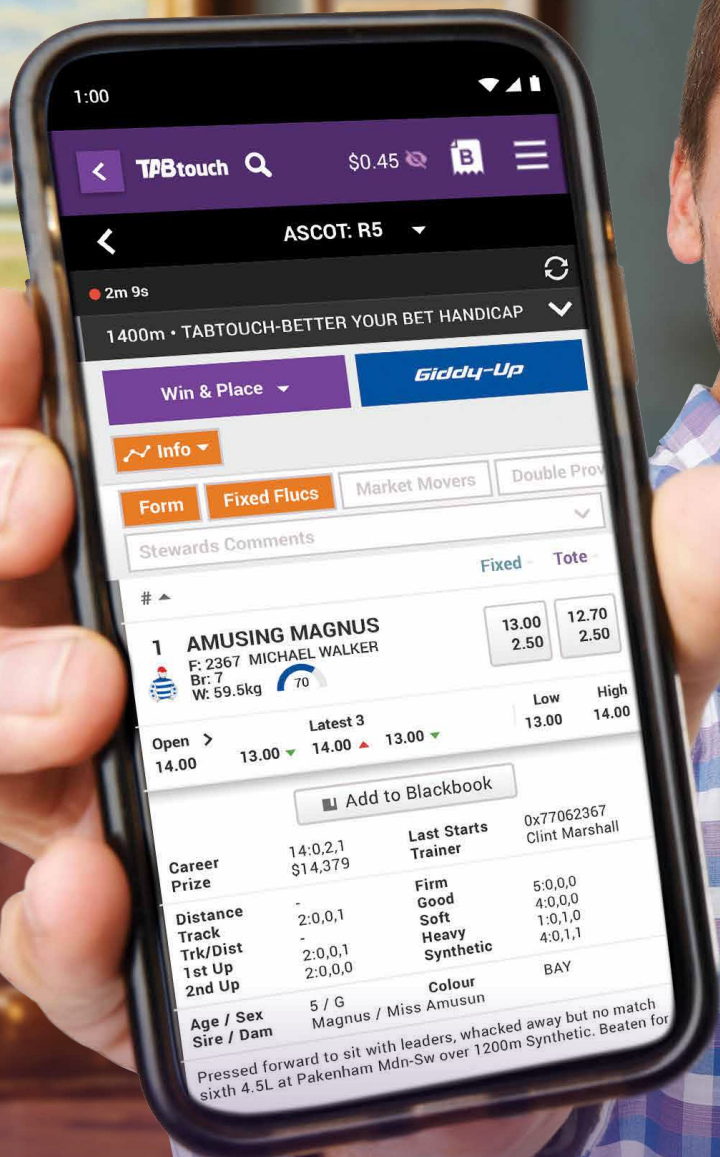 1:00
TABtouch $0.45 B
ASCOT: R5
2m 9s
1400m • TABTOUCH-BETTER YOUR BET HANDICAP
Win & Place Giddy-Up
Info
Form Fixed Flucs Market Movers Double Prov
Stewards Comments
# Fixed Tote
1 AMUSING MAGNUS 13.00 12.70
F: 2367 MICHAEL WALKER 2.50 2.50
Br: 7
W: 59.5kg 70
Open > Latest 3 Low High
14.00 13.00 14.00 13.00 13.00 14.00
Add to Blackbook
Career 14:0,2,1 Last Starts 0x77062367
Prize $14,379 Trainer Clint Marshall
Distance - Firm 5:0,0,0
Track 2:0,0,1 Good 4:0,0,0
Trk/Dist - Soft 1:0,1,0
1st Up 2:0,0,1 Heavy 4:0,1,1
2nd Up 2:0,0,0 Synthetic
Age / Sex 5 / G Colour BAY
Sire / Dam Magnus / Miss Amusun
Pressed forward to sit with leaders, whacked away but no match
sixth 4.5L at Pakenham Mdn-Sw over 1200m Synthetic. Beaten for